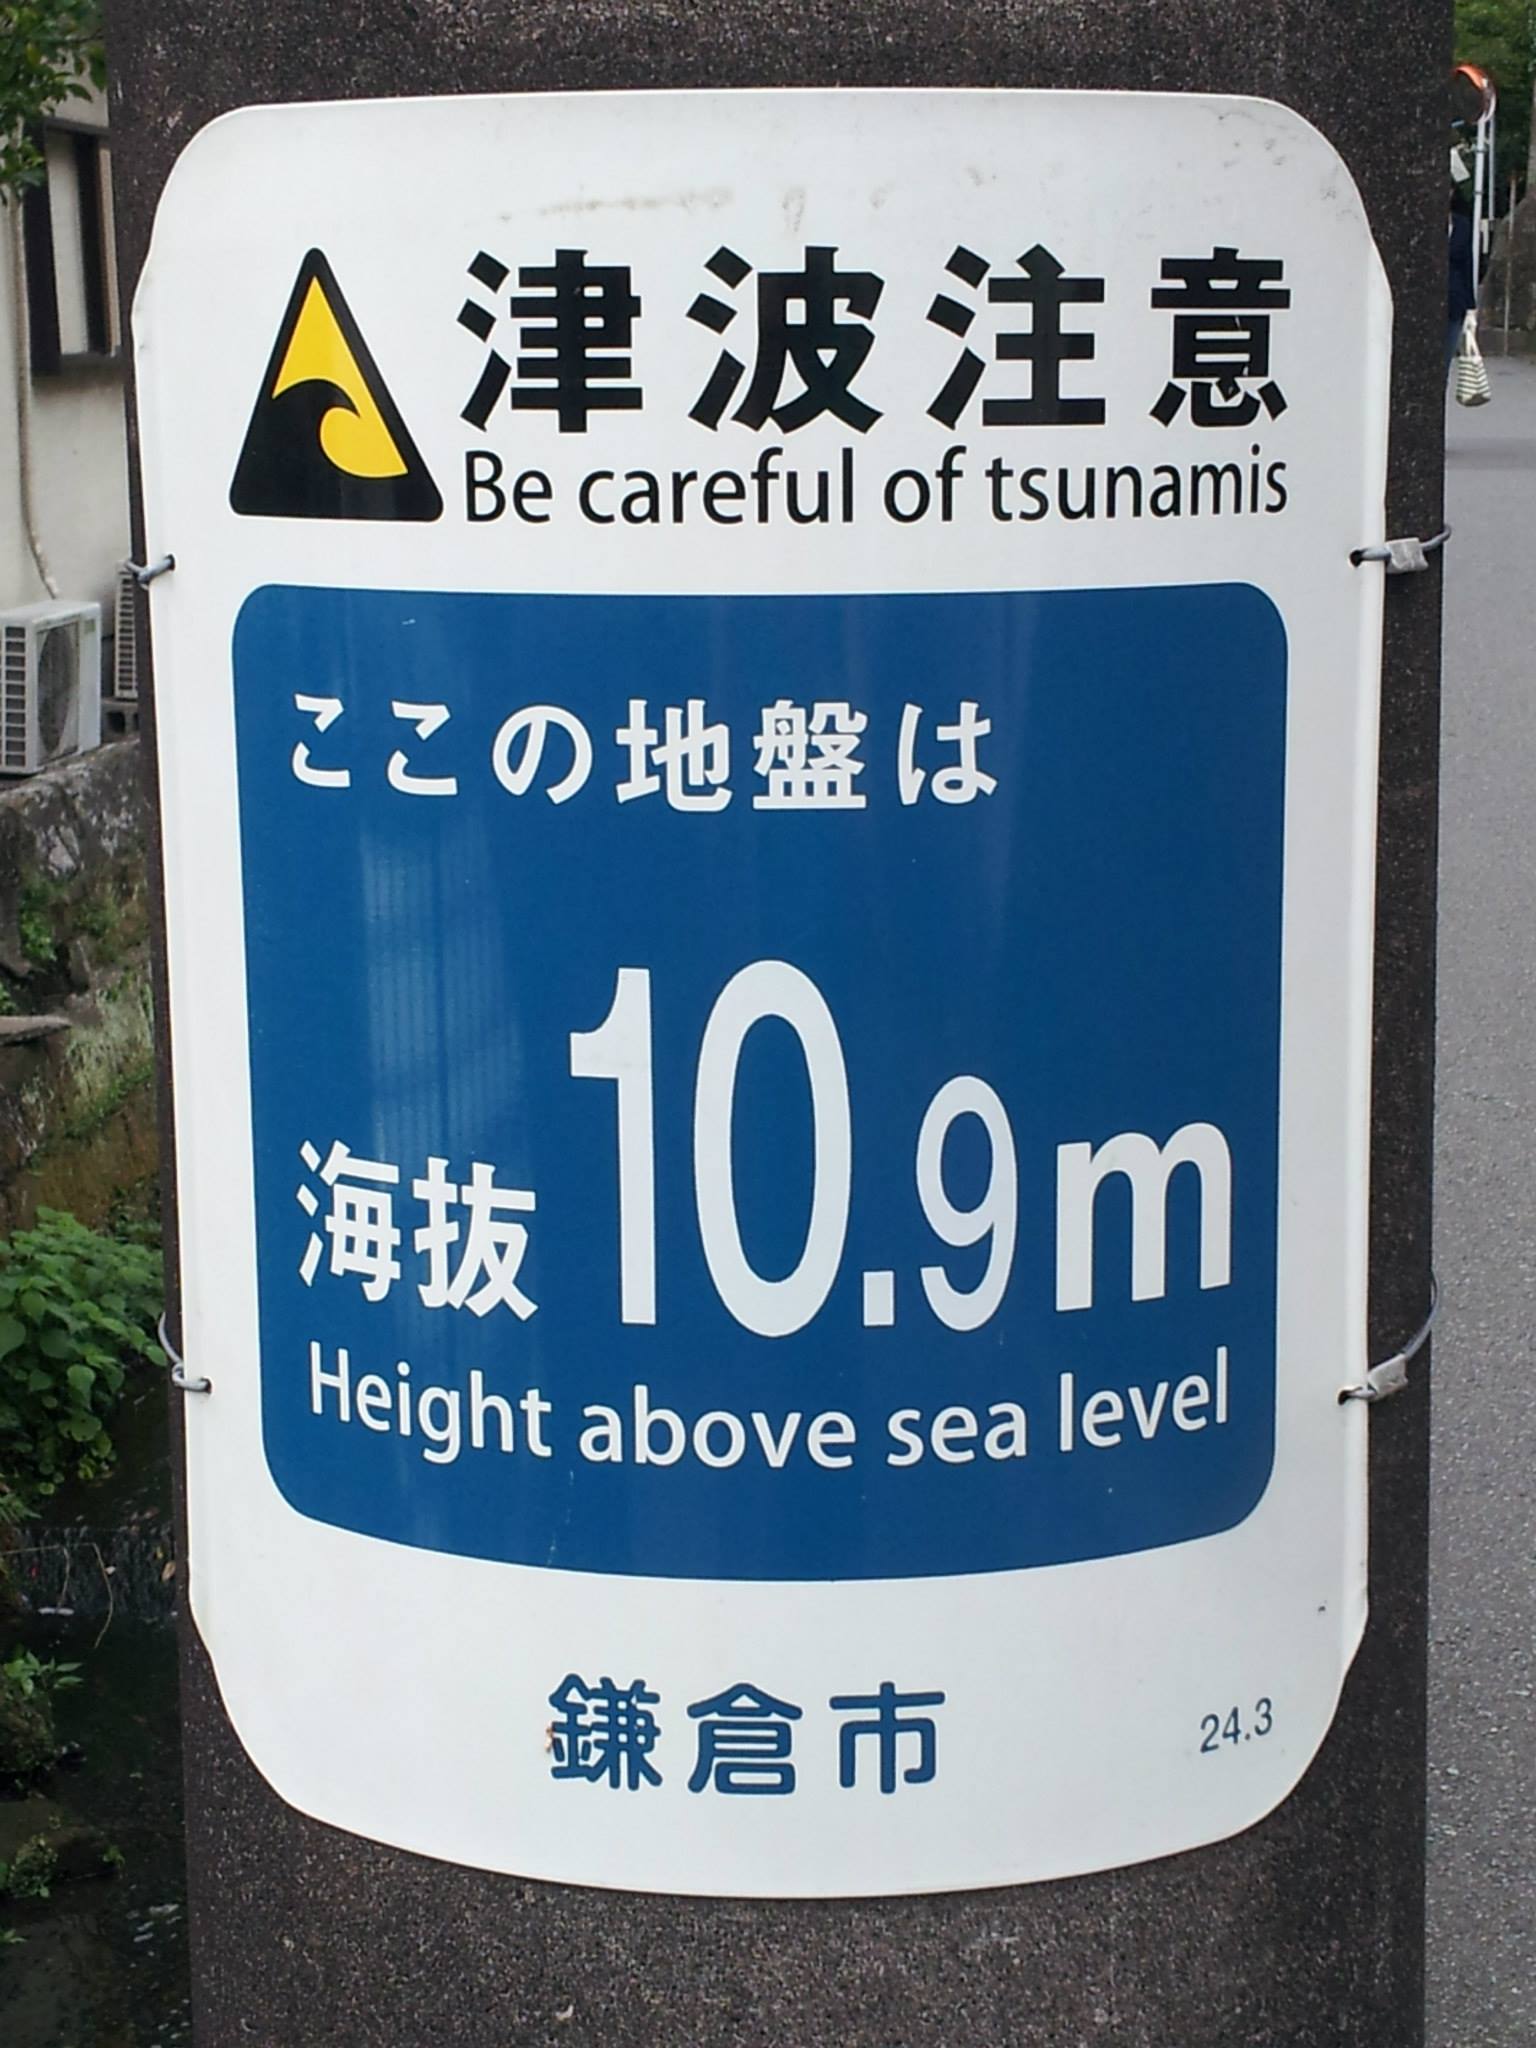 津波注意
Be careful of tsunamis
ここの地盤は
海抜 10.9m
Height above sea level
鎌倉市
24.3